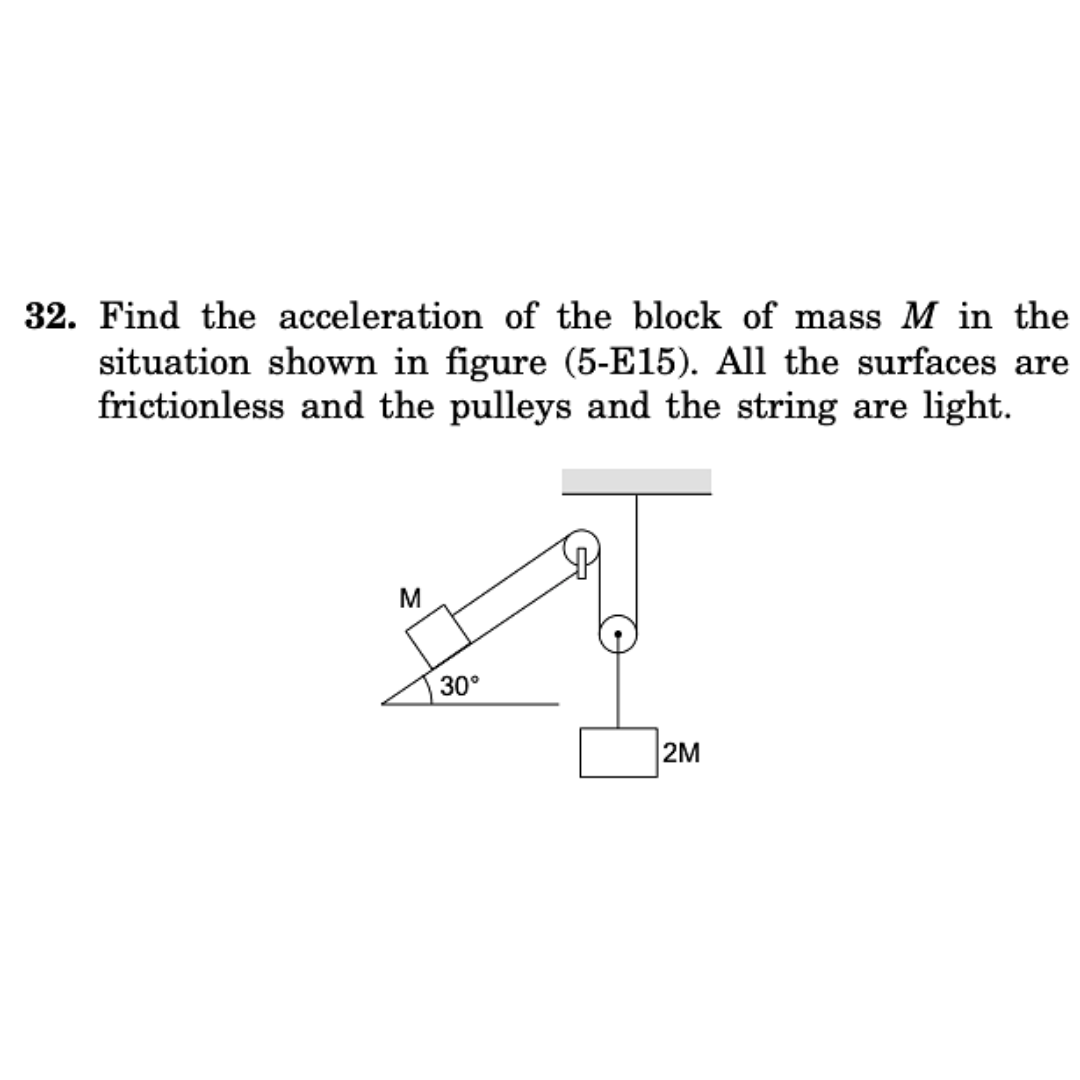 32. Find the acceleration of the block of mass M in the
situation shown in figure (5-E15). All the surfaces are
frictionless and the pulleys and the string are light.
M
30°
2M